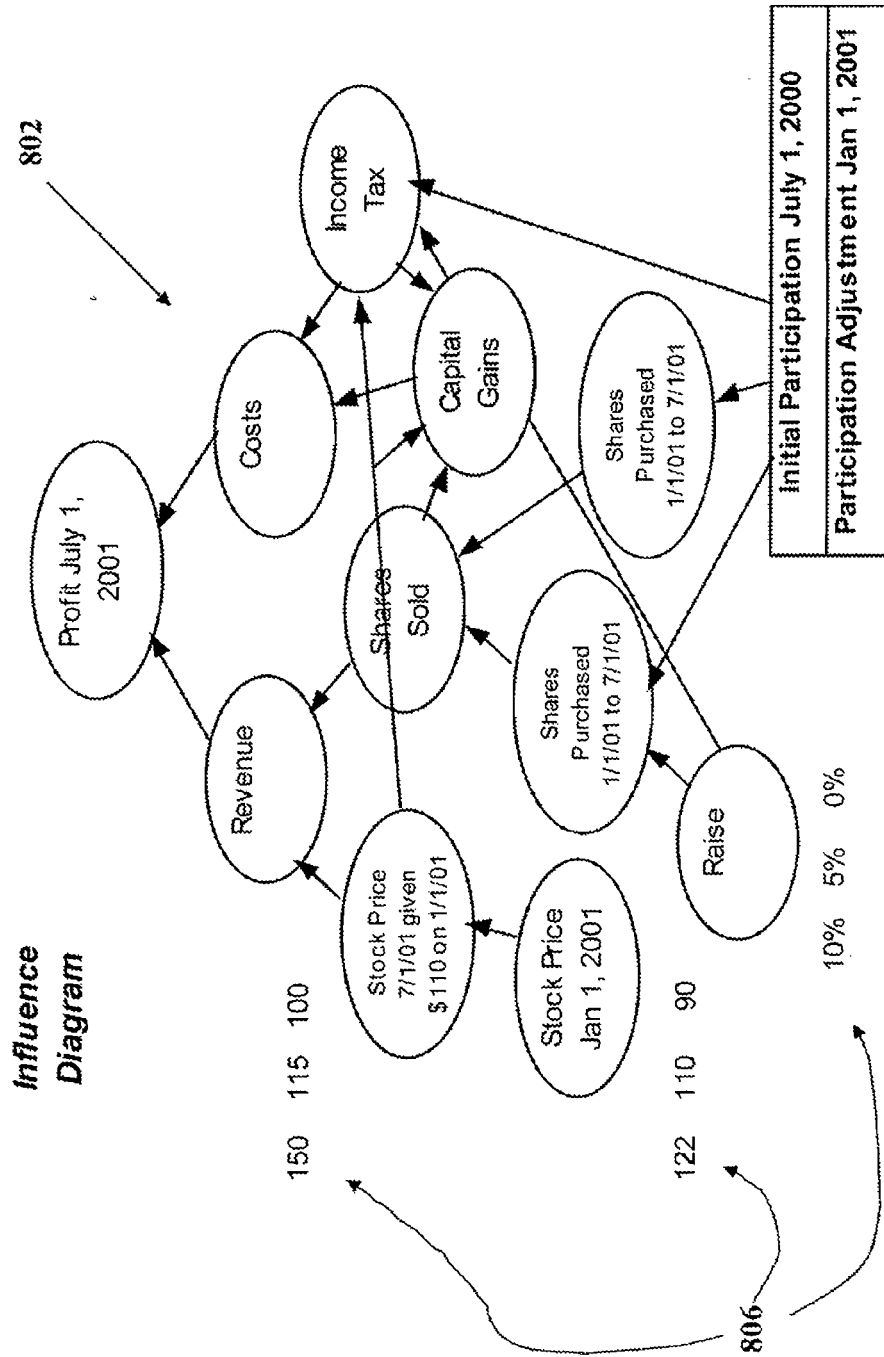 Influence
Diagram
802
Profit July 1,
2001
Revenue
Costs
150 115 100
Stock Price
7/1/01 given
$110 on 1/1/01
Shares
Sold
Capital
Gains
Income
Tax
Stock Price
Jan 1, 2001
Shares
Purchased
1/1/01 to 7/1/01
Shares
Purchased
1/1/01 to 7/1/01
122 110 90
Raise
10% 5% 0%
806
Initial Participation July 1, 2000
Participation Adjustment Jan 1, 2001